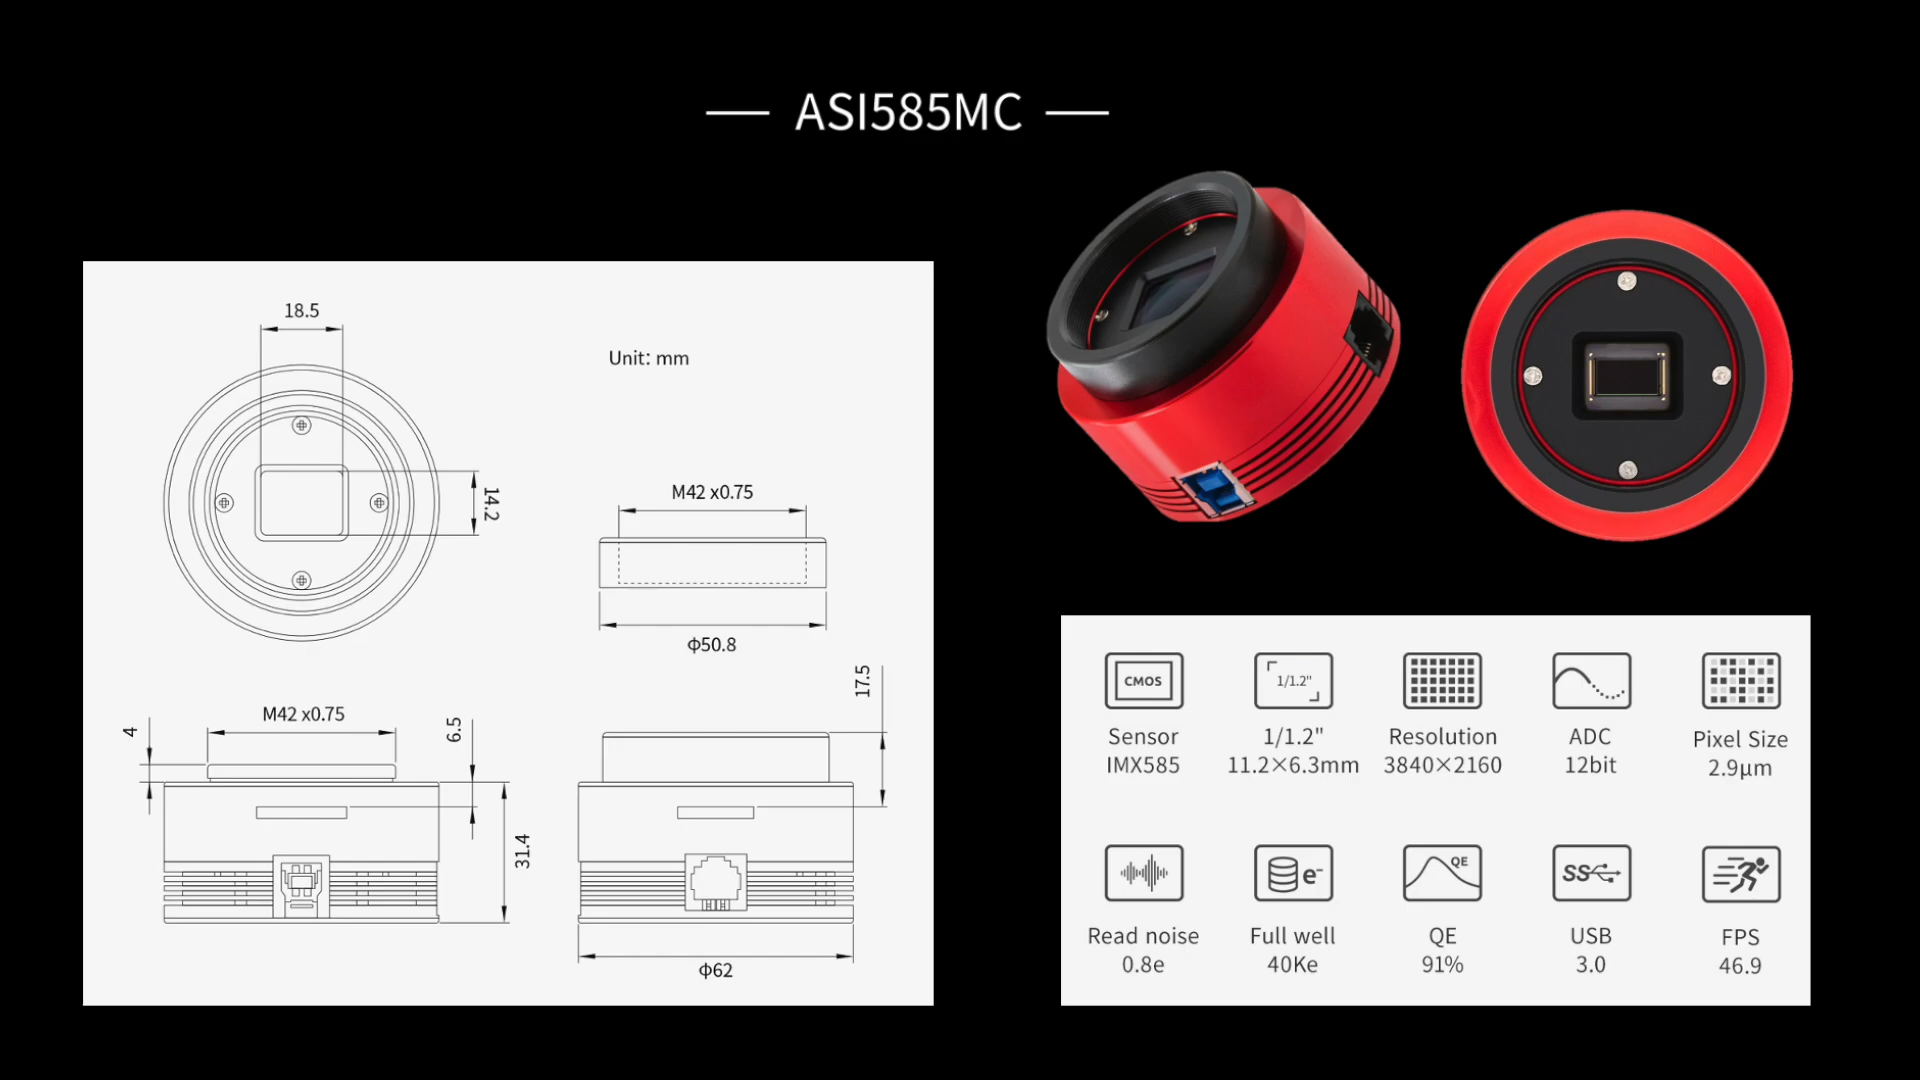 ASI585MC
18.5
Unit: mm
14.2
M42 x0.75
Φ50.8
17.5
M42 x0.75
4
6.5
31.4
Φ62
CMOS
1/1.2"
Sensor
IMX585
1/1.2"
11.2×6.3mm
Resolution
3840×2160
ADC
12bit
Pixel Size
2.9μm
e⁻
QE
SS
Read noise
0.8e
Full well
40Ke
QE
91%
USB
3.0
FPS
46.9